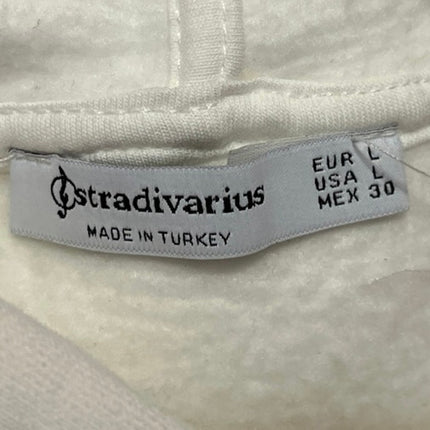 stradivarius
MADE IN TURKEY
EUR L
USA L
MEX 30